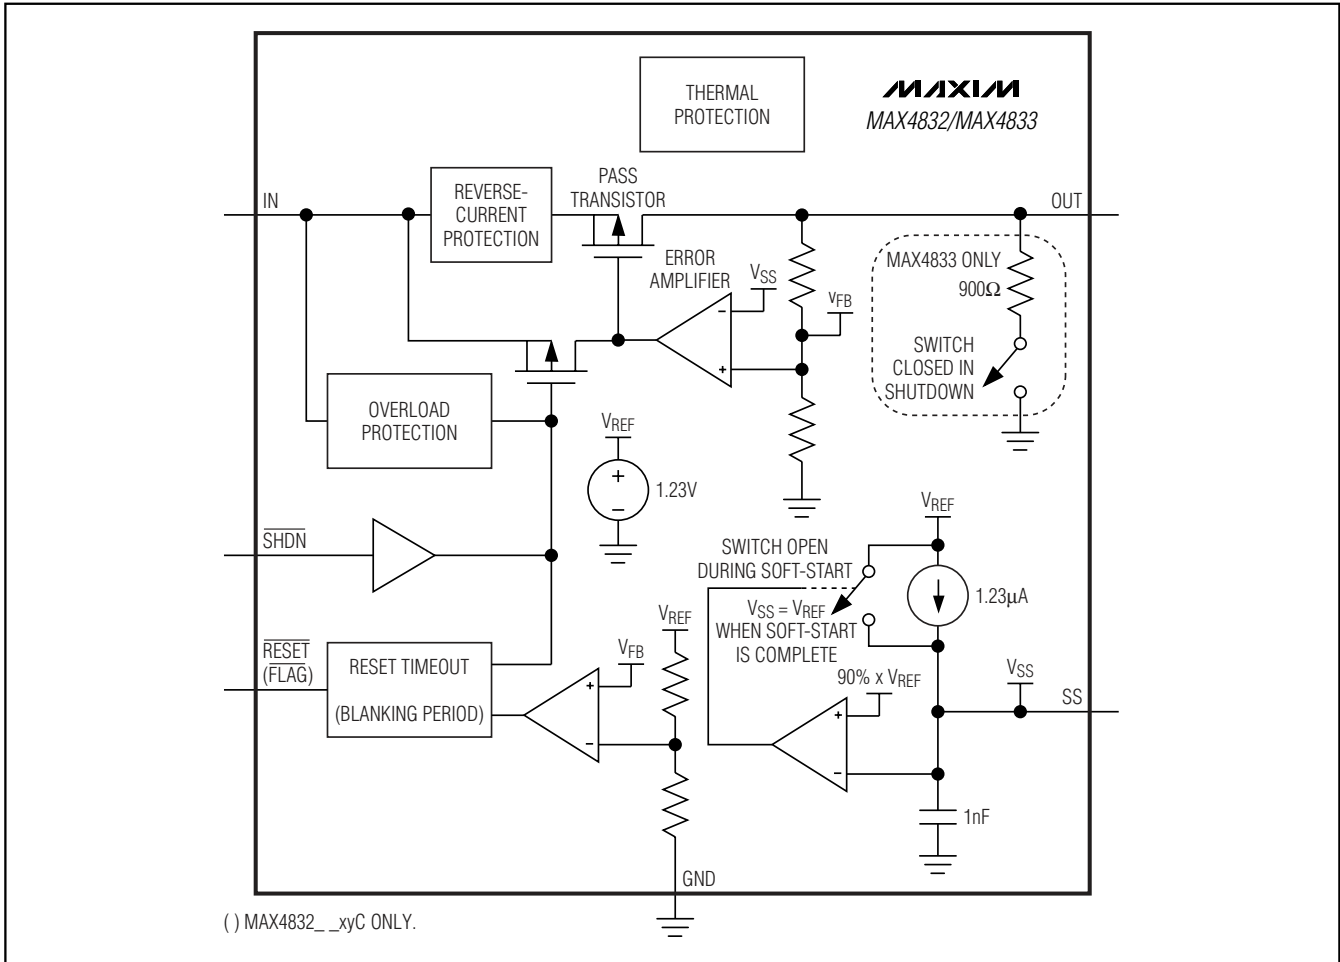 THERMAL
PROTECTION
MAXIM
MAX4832/MAX4833
IN
REVERSE-
CURRENT
PROTECTION
PASS
TRANSISTOR
OUT
ERROR
AMPLIFIER
VSS
-
+
vFB
MAX4833 ONLY
900Ω
SWITCH
CLOSED IN
SHUTDOWN
OVERLOAD
PROTECTION
VREF
+
-
1.23V
SHDN
VREF
SWITCH OPEN
DURING SOFT-START
1.23µA
VSS = VREF
WHEN SOFT-START
IS COMPLETE
RESET
(FLAG)
RESET TIMEOUT
(BLANKING PERIOD)
VFB
+
-
VREF
90% x VREF
+
-
VSS
SS
1nF
GND
( ) MAX4832_ _xyC ONLY.